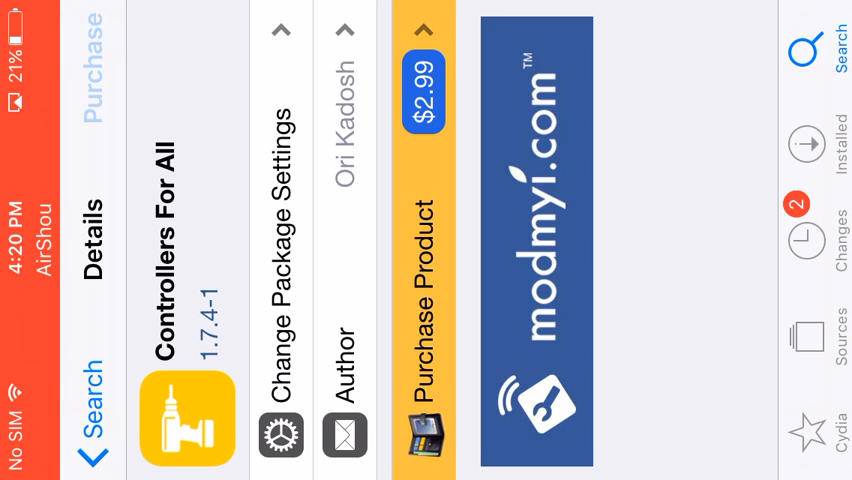 No SIM 4:20 PM 21%
AirShou
Search Details Purchase
Controllers For All
1.7.4-1
Change Package Settings
Author Ori Kadosh
Purchase Product $2.99
modmyi.com™
2
Cydia Sources Changes Installed Search